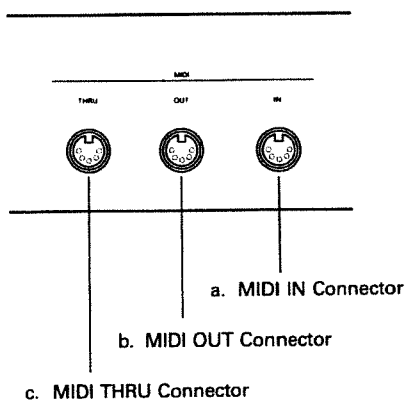 MIDI
THRU OUT IN
a. MIDI IN Connector
b. MIDI OUT Connector
c. MIDI THRU Connector